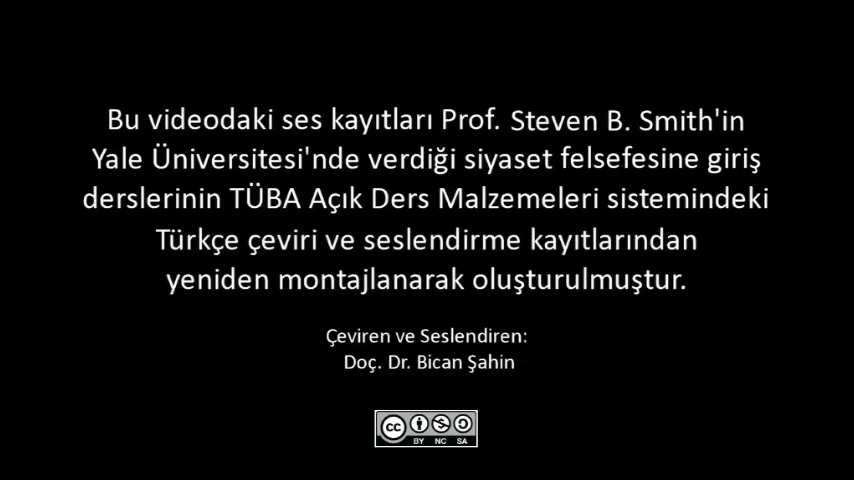 Bu videodaki ses kayıtları Prof. Steven B. Smith'in
Yale Üniversitesi'nde verdiği siyaset felsefesine giriş
derslerinin TÜBA Açık Ders Malzemeleri sistemindeki
Türkçe çeviri ve seslendirme kayıtlarından
yeniden montajlanarak oluşturulmuştur.
Çeviren ve Seslendiren:
Doç. Dr. Bican Şahin
cc
BY NC SA